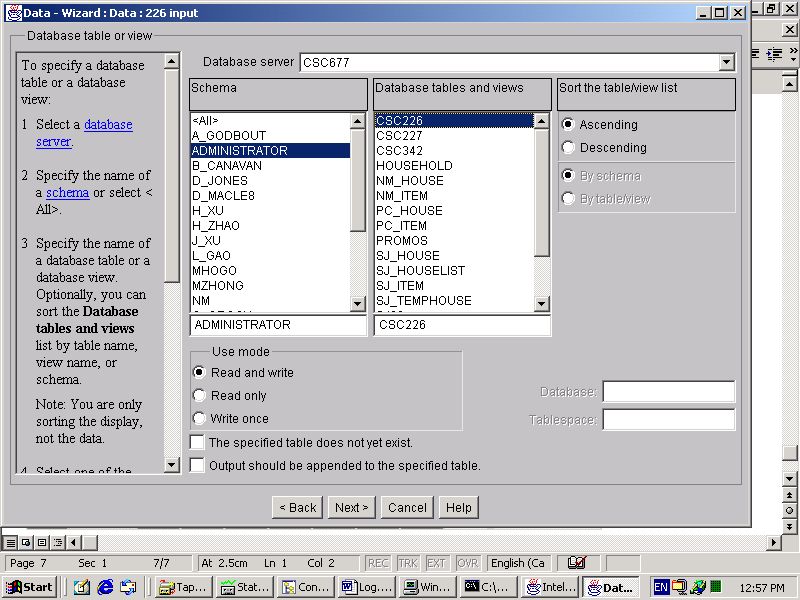 Data - Wizard : Data : 226 input
Database table or view
To specify a database
table or a database
view:
1 Select a database
server.
2 Specify the name of
a schema or select <
All>.
3 Specify the name of
a database table or a
database view.
Optionally, you can
sort the Database
tables and views
list by table name,
view name, or
schema.
Note: You are only
sorting the display,
not the data.
4 Select one of the
Database server
CSC677
Schema
<All>
A_GODBOUT
ADMINISTRATOR
B_CANAVAN
D_JONES
D_MACLE8
H_XU
H_ZHAO
J_XU
L_GAO
MHOGO
MZHONG
NM
ADMINISTRATOR
Database tables and views
CSC226
CSC227
CSC342
HOUSEHOLD
NM_HOUSE
NM_ITEM
PC_HOUSE
PC_ITEM
PROMOS
SJ_HOUSE
SJ_HOUSELIST
SJ_ITEM
SJ_TEMPHOUSE
CSC226
Sort the table/view list
Ascending
Descending
By schema
By table/view
Use mode
Read and write
Read only
Write once
Database:
Tablespace:
The specified table does not yet exist.
Output should be appended to the specified table.
< Back
Next >
Cancel
Help
Page 7 Sec 1 7/7 At 2.5cm Ln 1 Col 2 REC TRK EXT OVR English (Ca
Start Tap... Stat... Con... Log.... Win... C:\... Intel... Dat... EN 12:57 PM